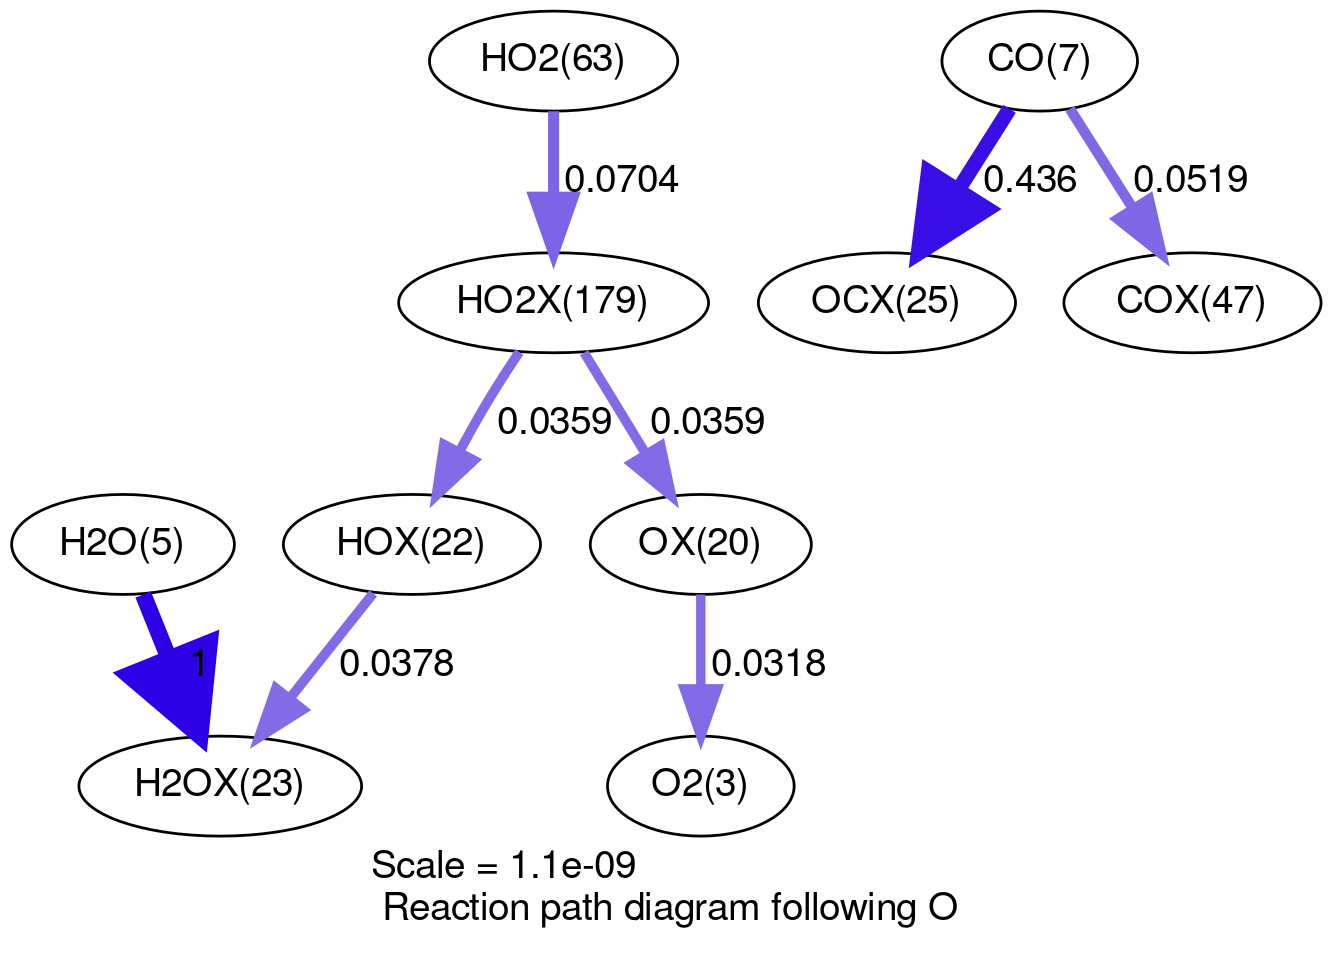 HO2(63)
CO(7)
0.0704
0.436
0.0519
HO2X(179)
OCX(25)
COX(47)
0.0359
0.0359
H2O(5)
HOX(22)
OX(20)
1
0.0378
0.0318
H2OX(23)
O2(3)
Scale = 1.1e-09
Reaction path diagram following O